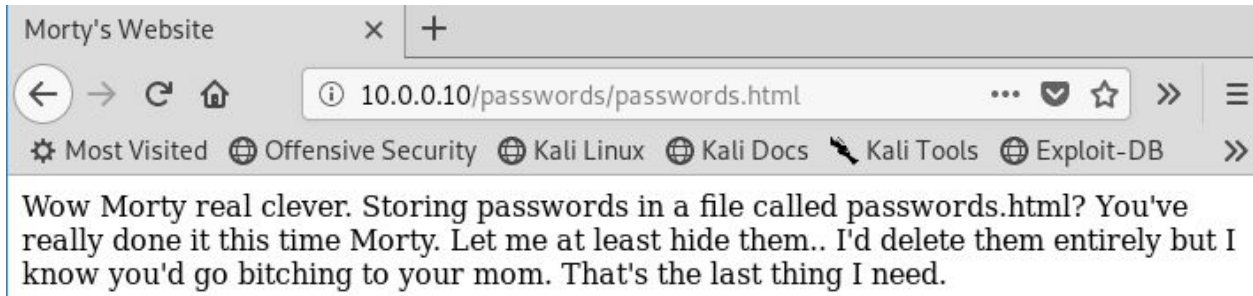 Morty's Website
10.0.0.10/passwords/passwords.html
Most Visited Offensive Security Kali Linux Kali Docs Kali Tools Exploit-DB
Wow Morty real clever. Storing passwords in a file called passwords.html? You've
really done it this time Morty. Let me at least hide them.. I'd delete them entirely but I
know you'd go bitching to your mom. That's the last thing I need.